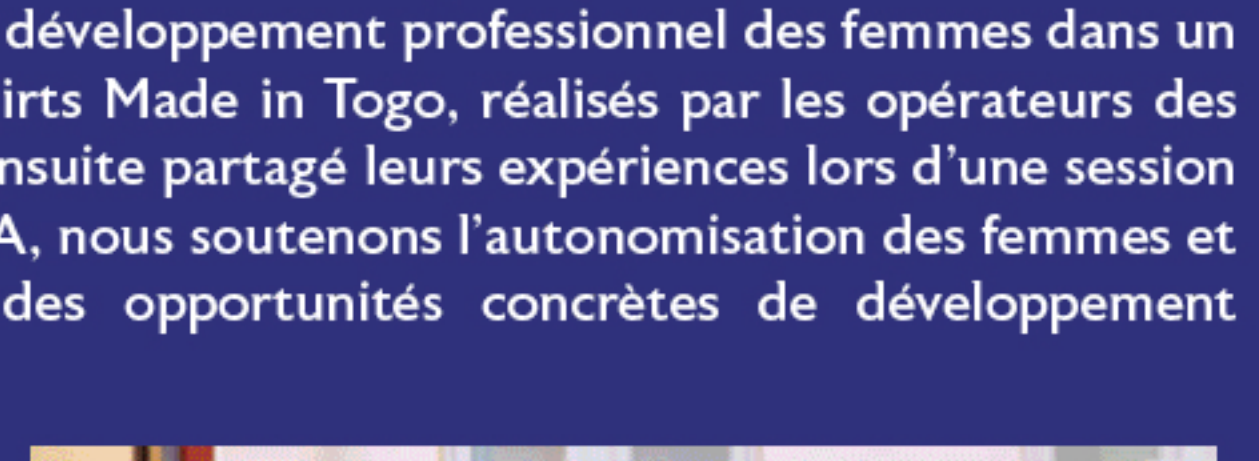 développement professionnel des femmes dans un
irts Made in Togo, réalisés par les opérateurs des
nsuite partagé leurs expériences lors d’une session
A, nous soutenons l’autonomisation des femmes et
des opportunités concrètes de développement